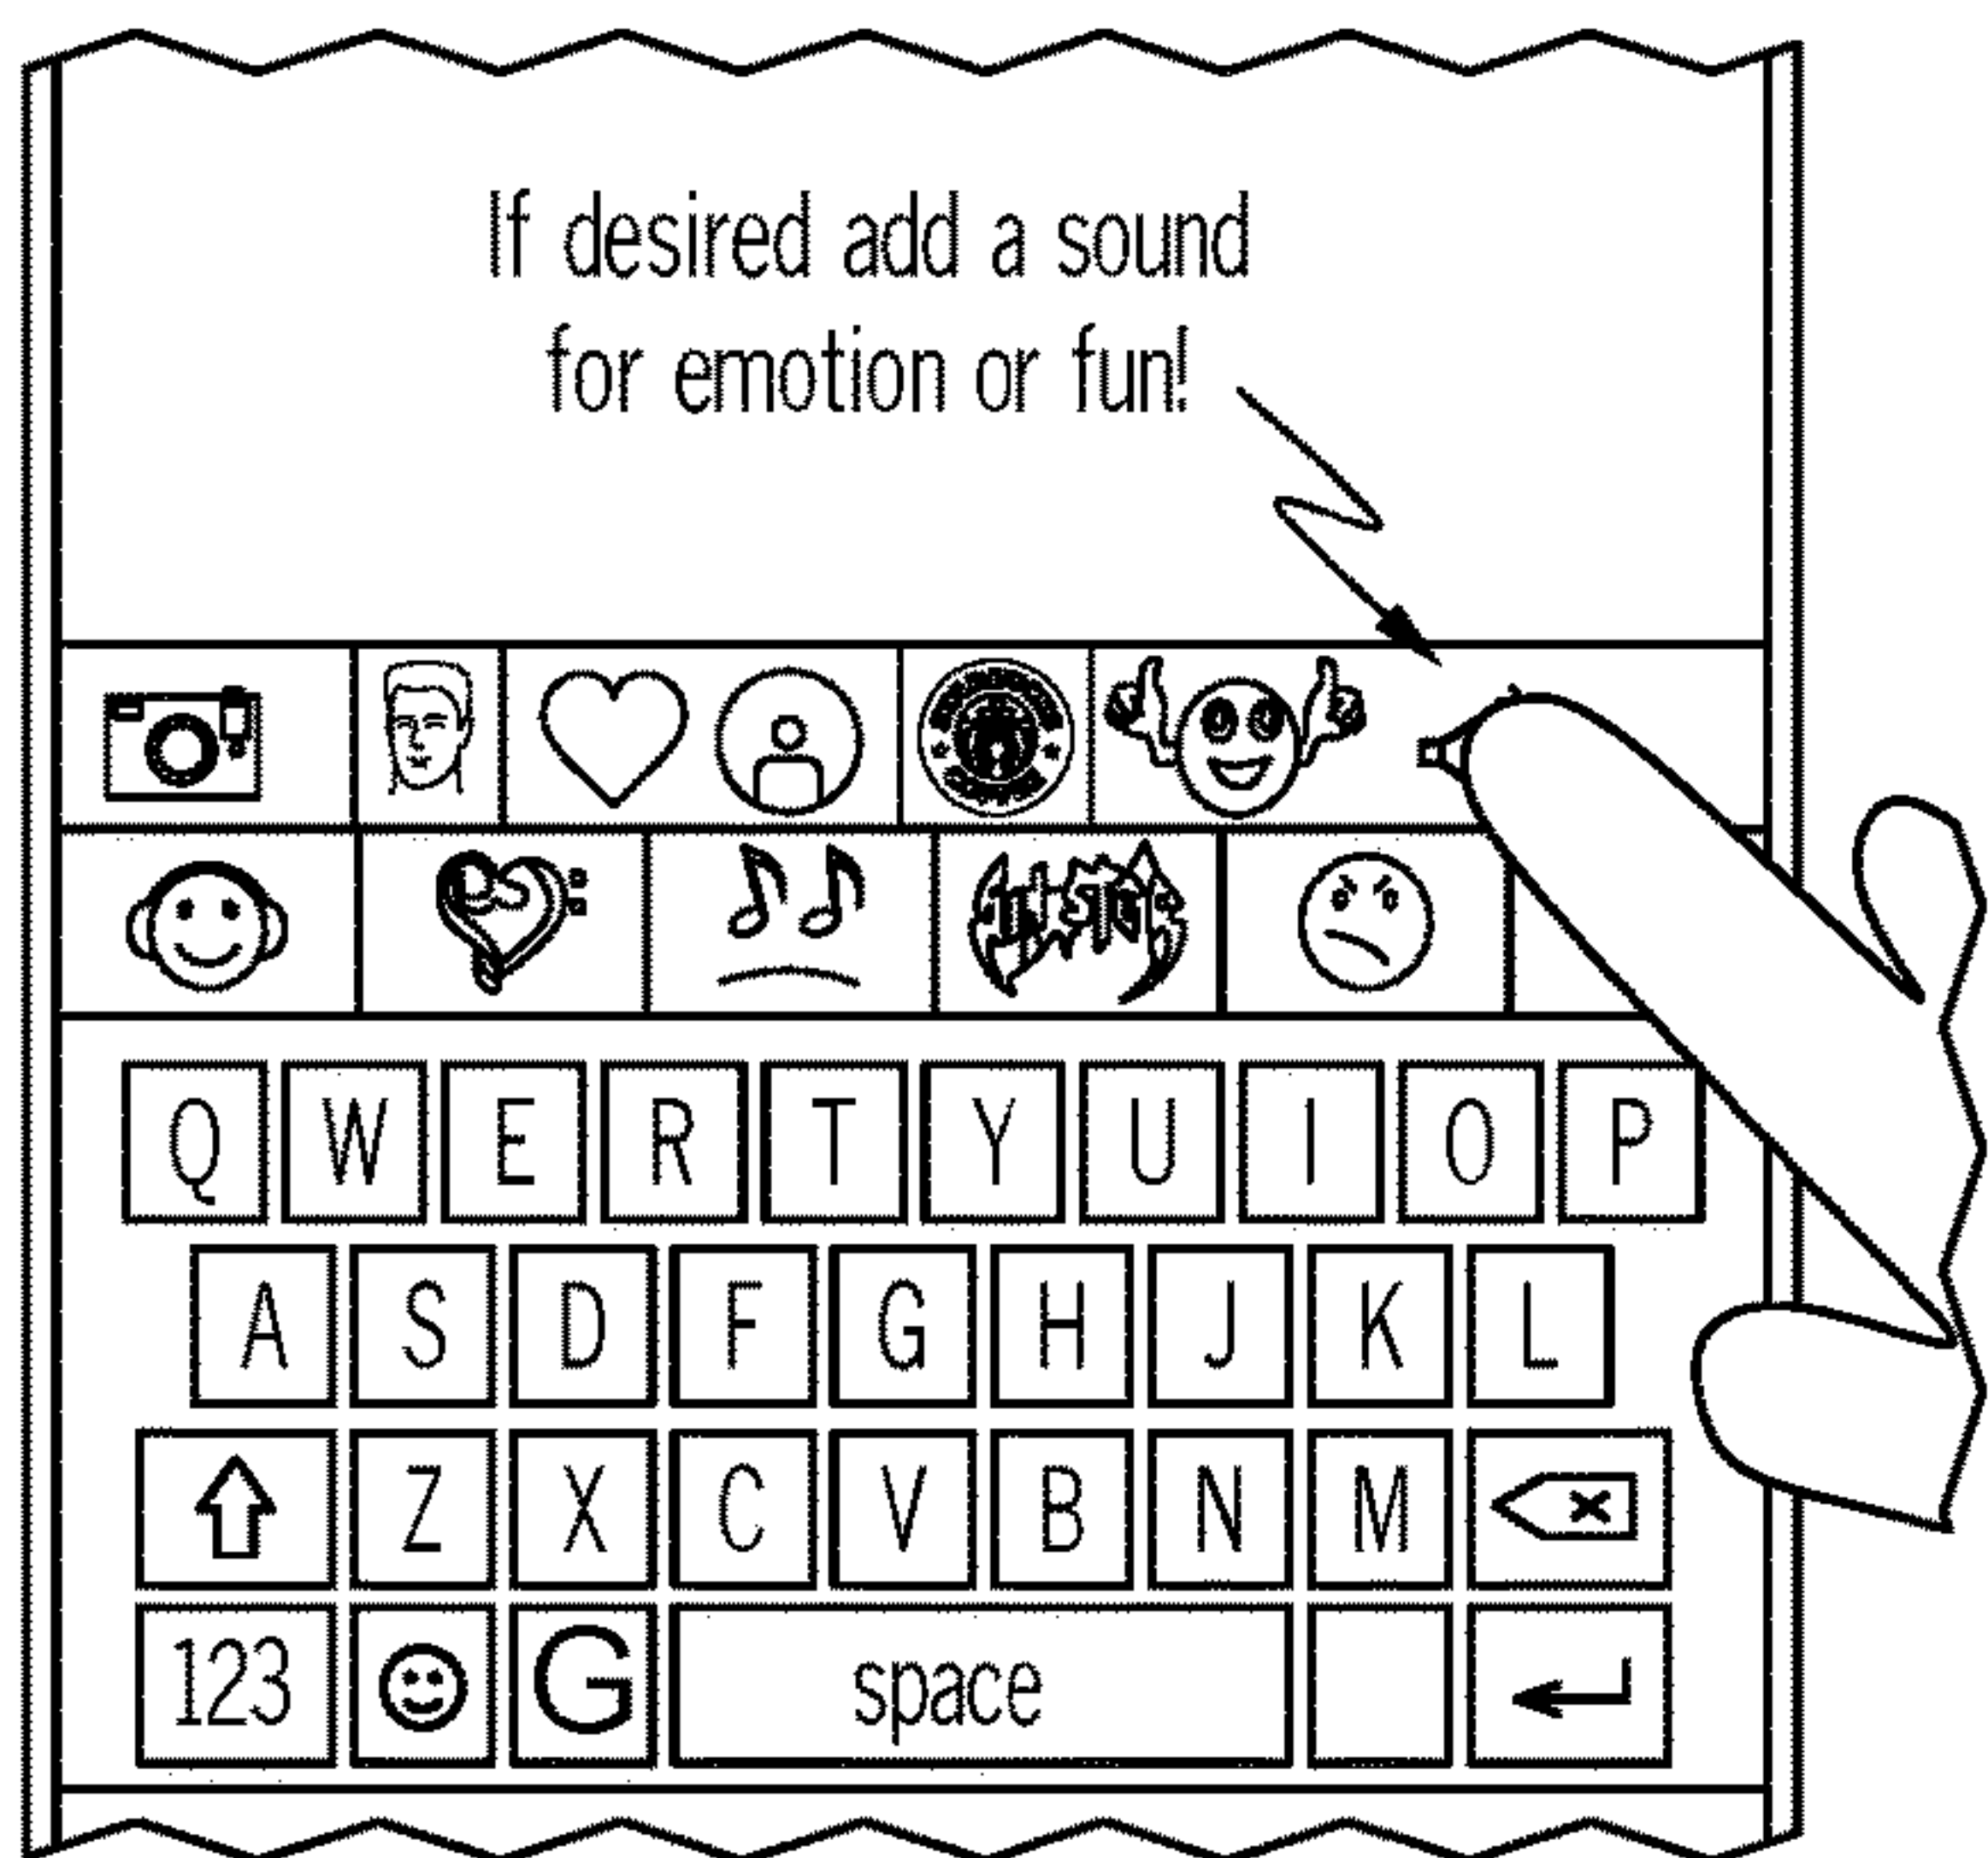 If desired add a sound
for emotion or fun!
Q W E R T Y U I O P
A S D F G H J K L
Z X C V B N M
123 G space